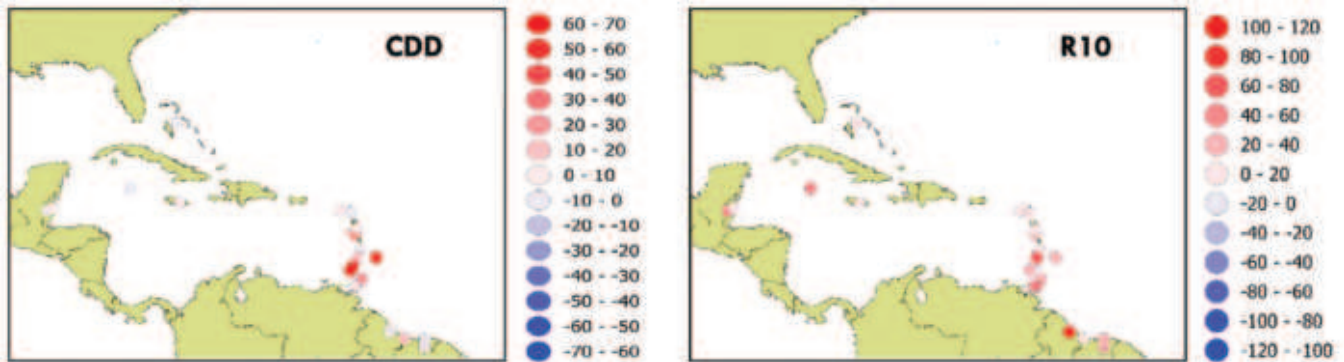 CDD
60 - 70
50 - 60
40 - 50
30 - 40
20 - 30
10 - 20
0 - 10
-10 - 0
-20 - -10
-30 - -20
-40 - -30
-50 - -40
-60 - -50
-70 - -60
R10
100 - 120
80 - 100
60 - 80
40 - 60
20 - 40
0 - 20
-20 - 0
-40 - -20
-60 - -40
-80 - -60
-100 - -80
-120 - -100